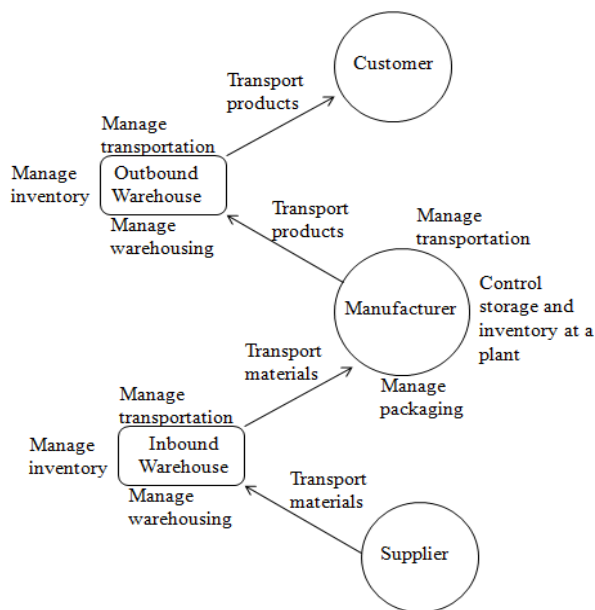 Customer
Transport
products
Manage
transportation
Manage
inventory
Outbound
Warehouse
Manage
warehousing
Transport
products
Manage
transportation
Manufacturer
Control
storage and
inventory at a
plant
Manage
packaging
Transport
materials
Manage
transportation
Manage
inventory
Inbound
Warehouse
Manage
warehousing
Transport
materials
Supplier